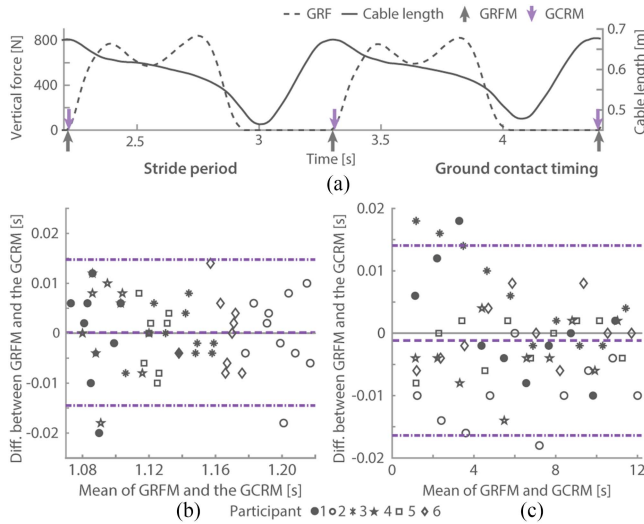 GRF Cable length GRFM GCRM
Vertical force [N]
800
400
0
2.5 3 3.5 4
Time [s]
0.7
0.6
0.5
Cable length [m]
Stride period
Ground contact timing
(a)
Diff. between GRFM and the GCRM [s]
0.02
0.01
0
-0.01
-0.02
1.08 1.12 1.16 1.20
Mean of GRFM and the GCRM [s]
(b)
Diff. between GRFM and the GCRM [s]
0.02
0.01
0
-0.01
-0.02
0 4 8 12
Mean of GRFM and GCRM [s]
(c)
Participant 1 2 3 4 5 6